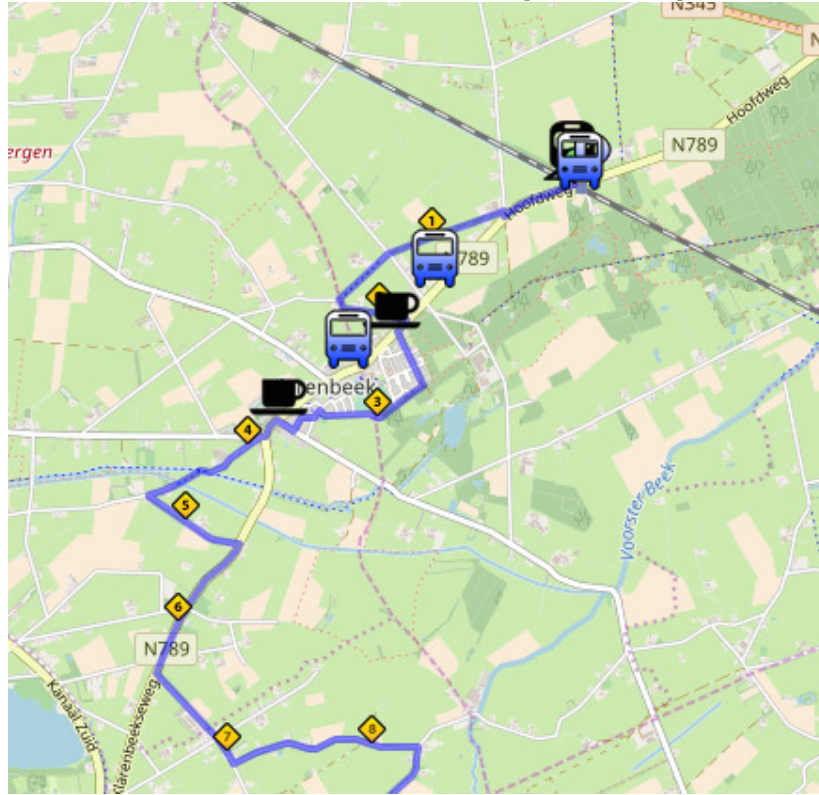 N345
N
Hoofdweg
N789
ergen
Hoofdweg
1
789
renbeek
3
4
5
Voorster Beek
6
N789
Kanaal Zuid
Klarenbeekseweg
7
8